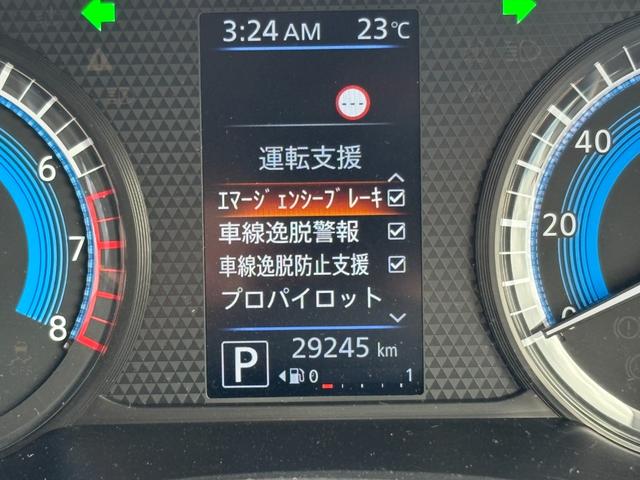 3:24 AM 23℃
---
運転支援
ｴﾏｰｼﾞｪﾝｼｰﾌﾞﾚｰｷ
車線逸脱警報
車線逸脱防止支援
プロパイロット
P 29245 km
0 1
6
7
8
40
20
0